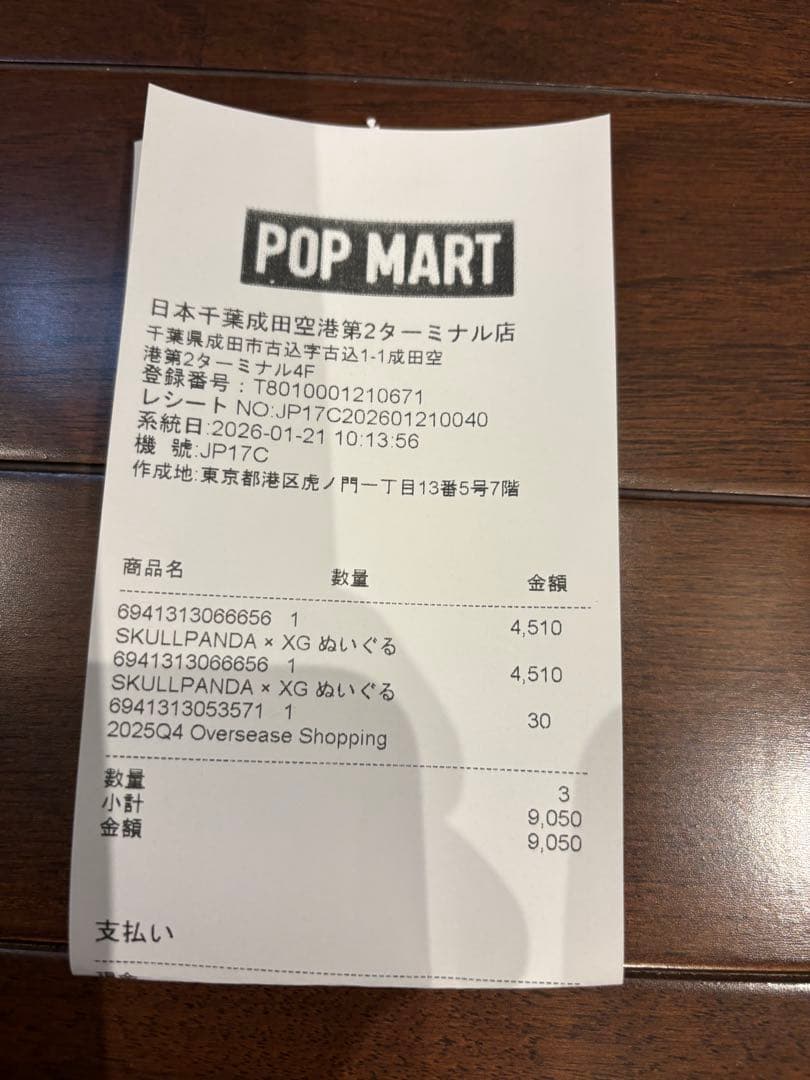 POP MART
日本千葉成田空港第2ターミナル店
千葉県成田市古込字古込1-1成田空
港第2ターミナル4F
登録番号：T8010001210671
レシート NO:JP17C202601210040
系統日:2026-01-21 10:13:56
機 號:JP17C
作成地:東京都港区虎ノ門一丁目13番5号7階
商品名 数量 金額
6941313066656 1 4,510
SKULLPANDA × XG ぬいぐる
6941313066656 1 4,510
SKULLPANDA × XG ぬいぐる
6941313053571 1 30
2025Q4 Oversease Shopping
数量 3
小計 9,050
金額 9,050
支払い